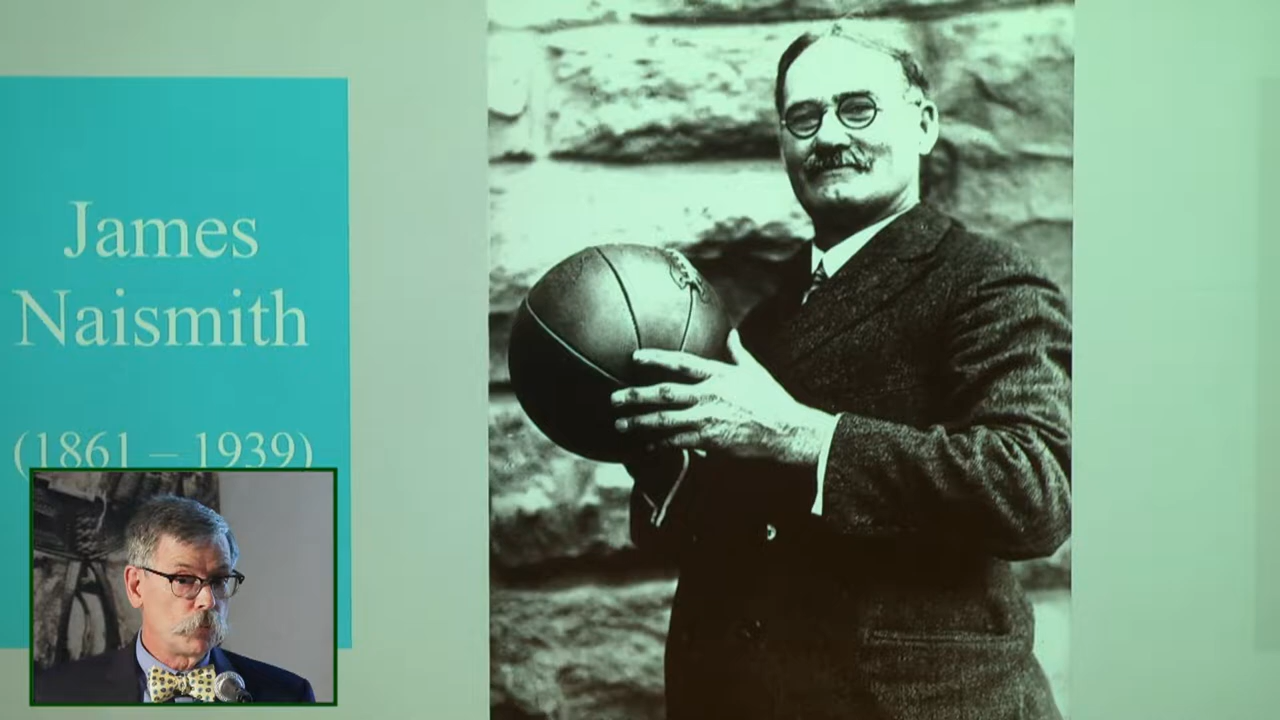 James
Naismith
(1861 – 1939)